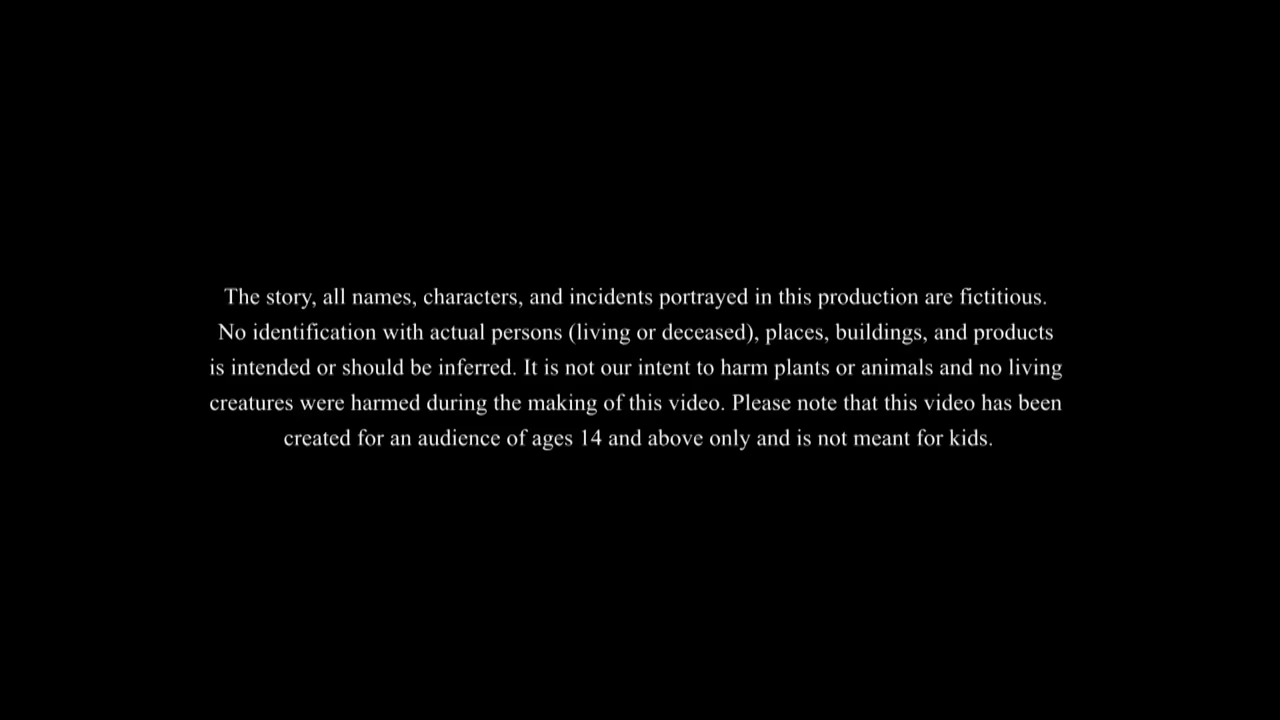 The story, all names, characters, and incidents portrayed in this production are fictitious.
No identification with actual persons (living or deceased), places, buildings, and products
is intended or should be inferred. It is not our intent to harm plants or animals and no living
creatures were harmed during the making of this video. Please note that this video has been
created for an audience of ages 14 and above only and is not meant for kids.